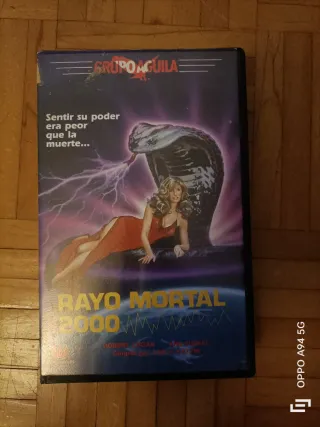 GRUPO AGUILA
Sentir su poder
era peor
que la
muerte...
RAYO MORTAL
2000
OPPO A94 5G